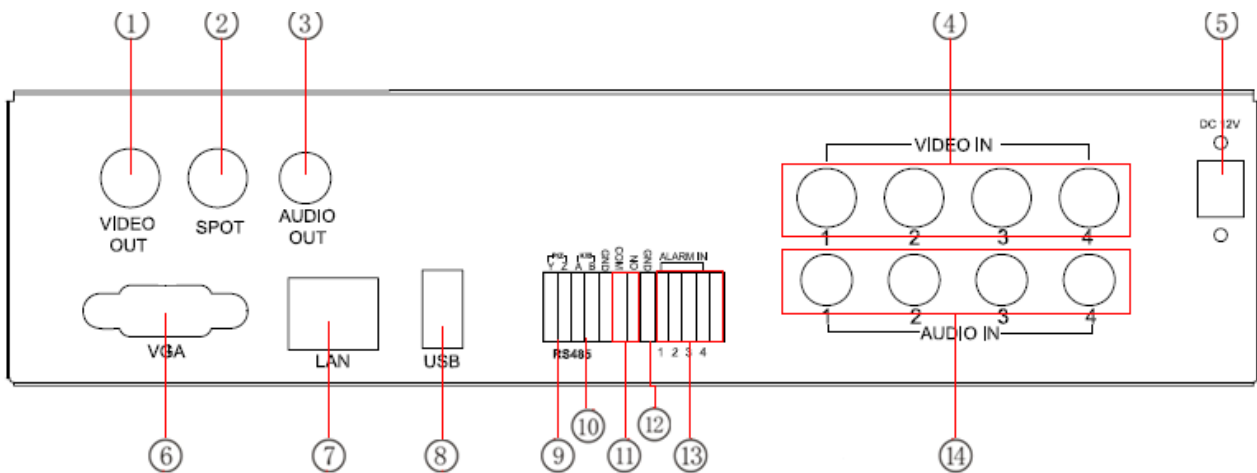 ① ② ③ ④ ⑤
DC 12V
VIDEO IN
VIDEO OUT
SPOT
AUDIO OUT
1 2 3 4
Y Z A B GND COM NO GND ALARM IN
1 2 3 4
AUDIO IN
VGA
LAN
USB
RS485
1 2 3 4
⑥ ⑦ ⑧ ⑨ ⑩ ⑪ ⑫ ⑬ ⑭